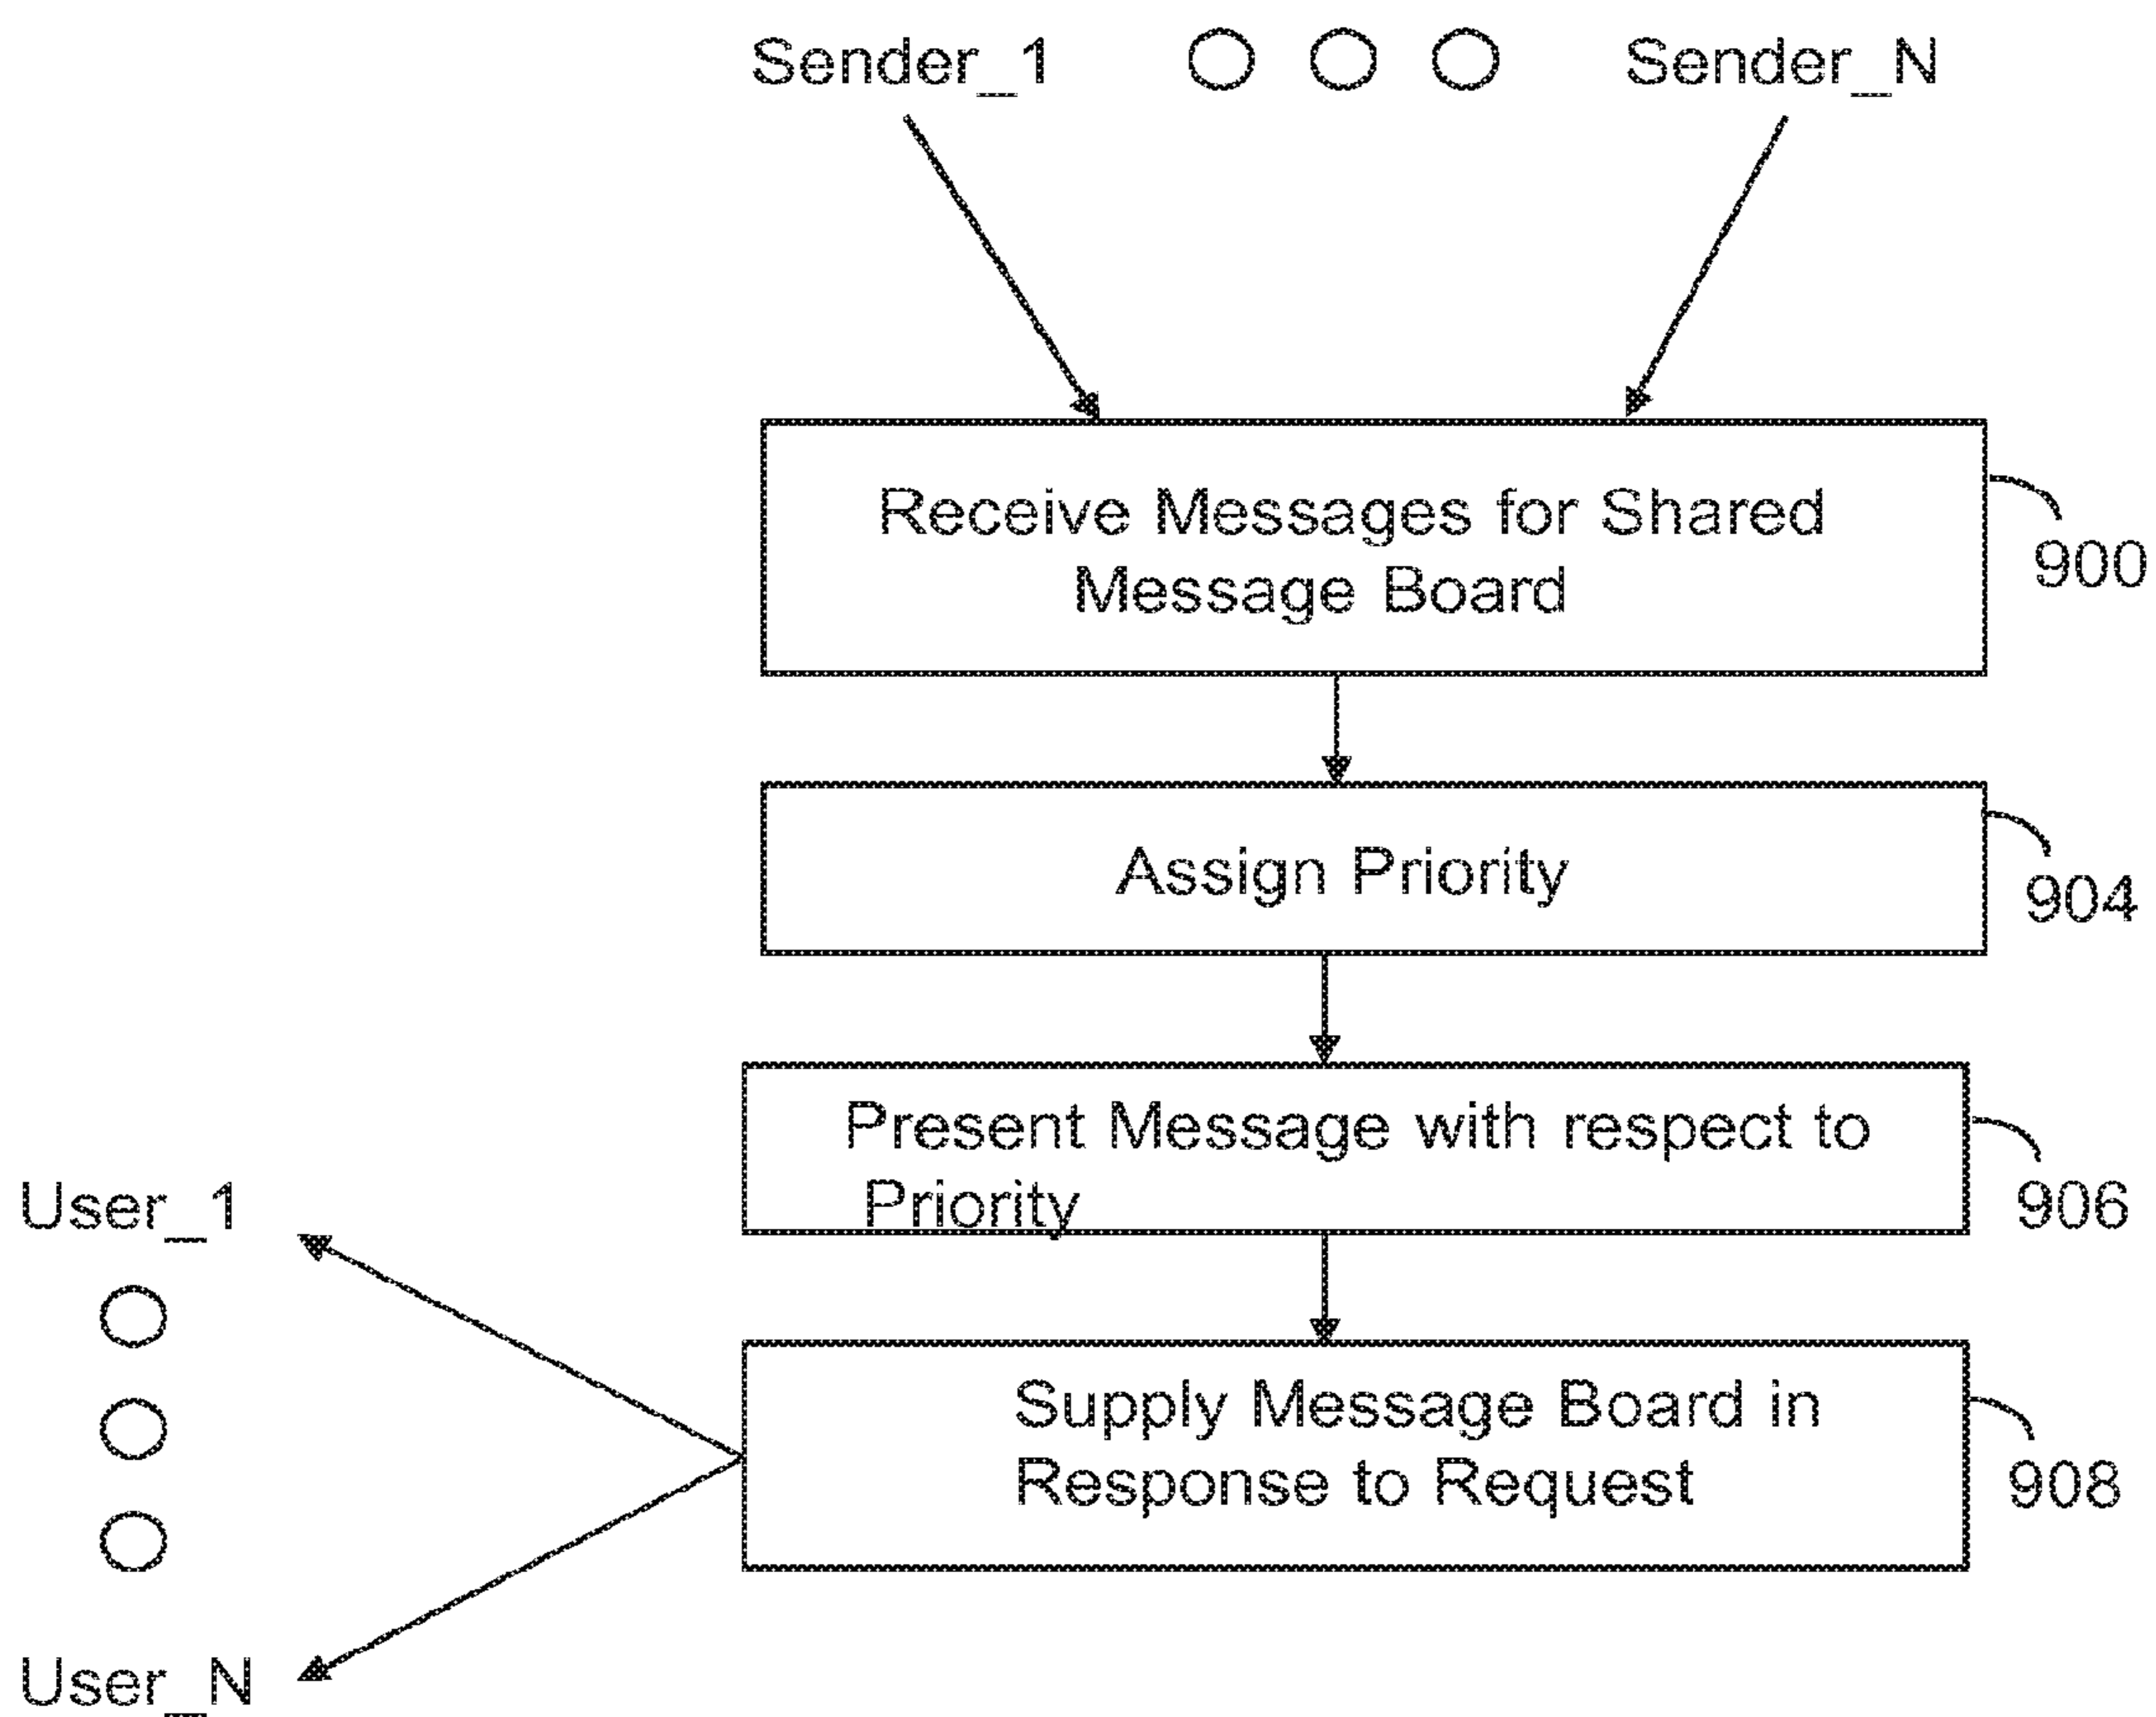 Sender_1
Sender_N
Receive Messages for Shared
Message Board
900
Assign Priority
904
Present Message with respect to
Priority
906
User_1
Supply Message Board in
Response to Request
908
User_N